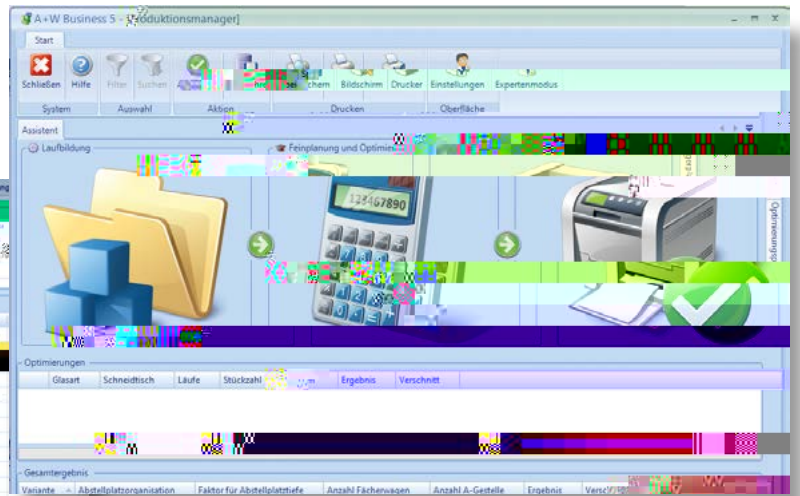 A+W Business 5 - [Produktionsmanager]
Start
Schließen Hilfe Filter Suchen Bildschirm Drucker Einstellungen Expertenmodus
System Auswahl Aktion Drucken Oberfläche
Assistent
Laufbildung Feinplanung und
1234567890
Optimierungen
Glasart Schneidtisch Läufe Stückzahl Ergebnis Verschnitt
Gesamtergebnis
Variante Abstellplatzorganisation Faktor für Abstellplatztiefe Anzahl Fächerwagen Anzahl A-Gestelle Ergebnis